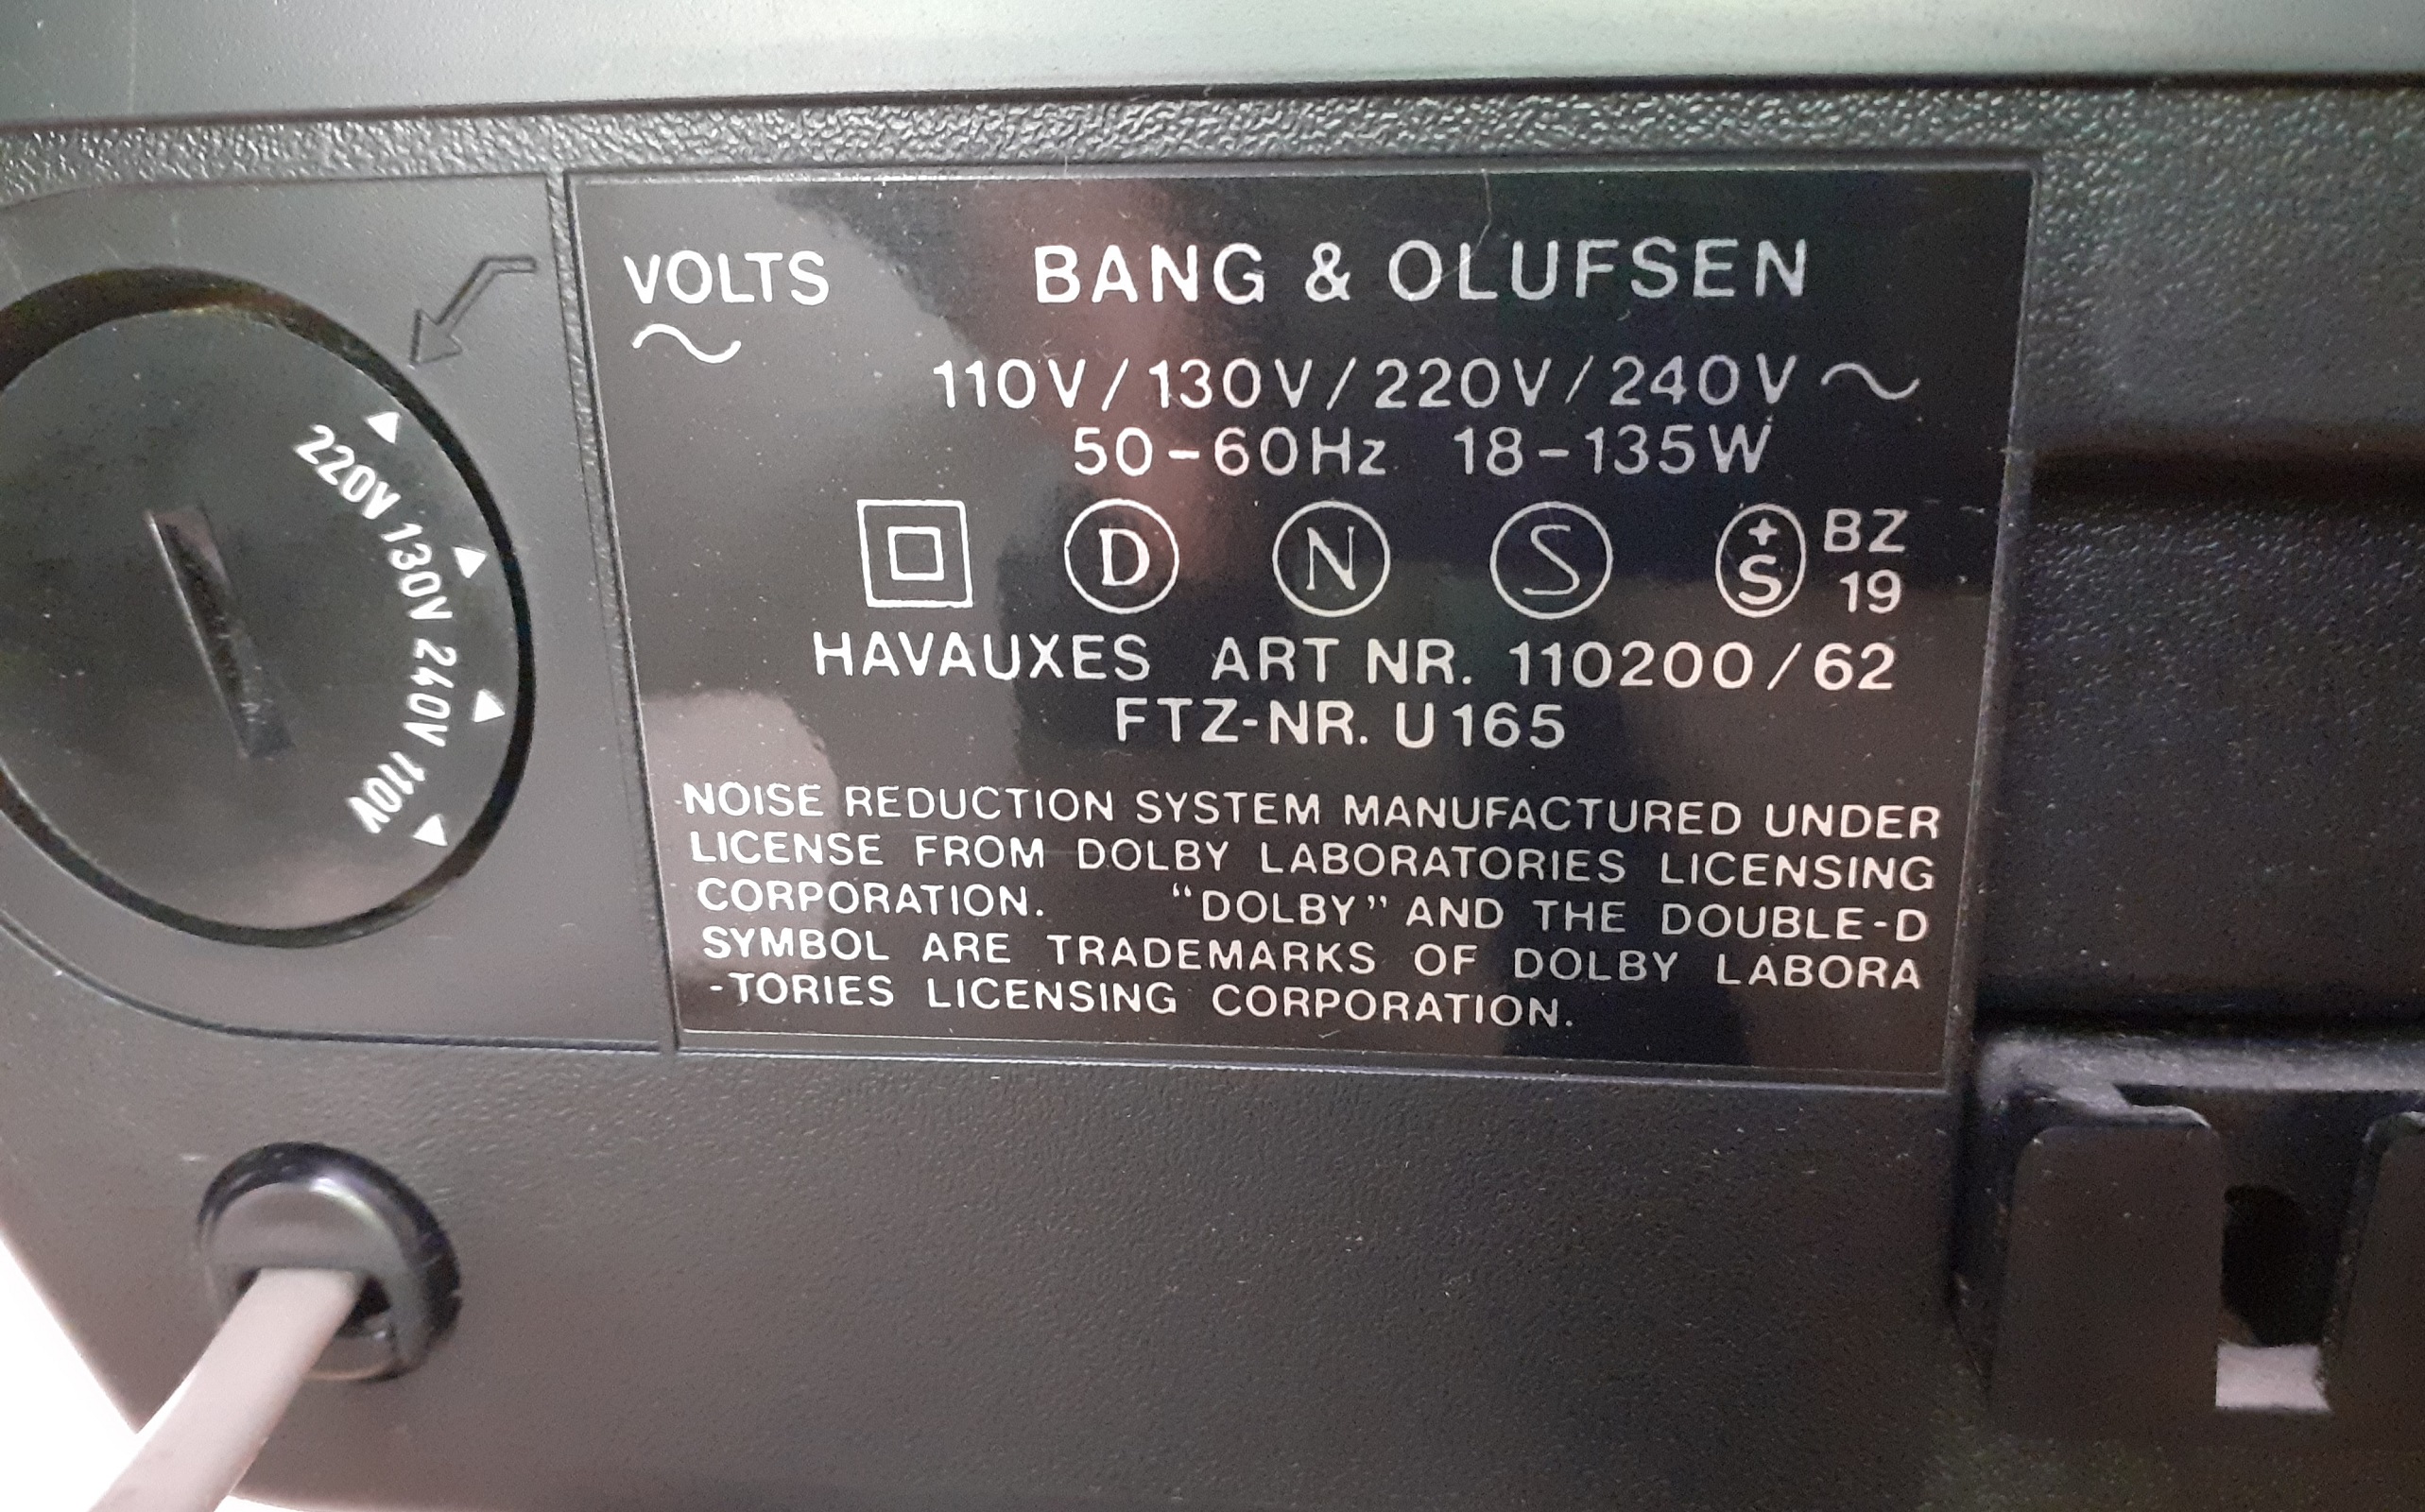 VOLTS
~
220V 130V 240V 110V
BANG & OLUFSEN
110V/130V/220V/240V ~
50-60Hz 18-135W
D N S +S BZ 19
HAVAUXES ART NR. 110200/62
FTZ-NR. U165
NOISE REDUCTION SYSTEM MANUFACTURED UNDER
LICENSE FROM DOLBY LABORATORIES LICENSING
CORPORATION. “DOLBY” AND THE DOUBLE-D
SYMBOL ARE TRADEMARKS OF DOLBY LABORA
-TORIES LICENSING CORPORATION.